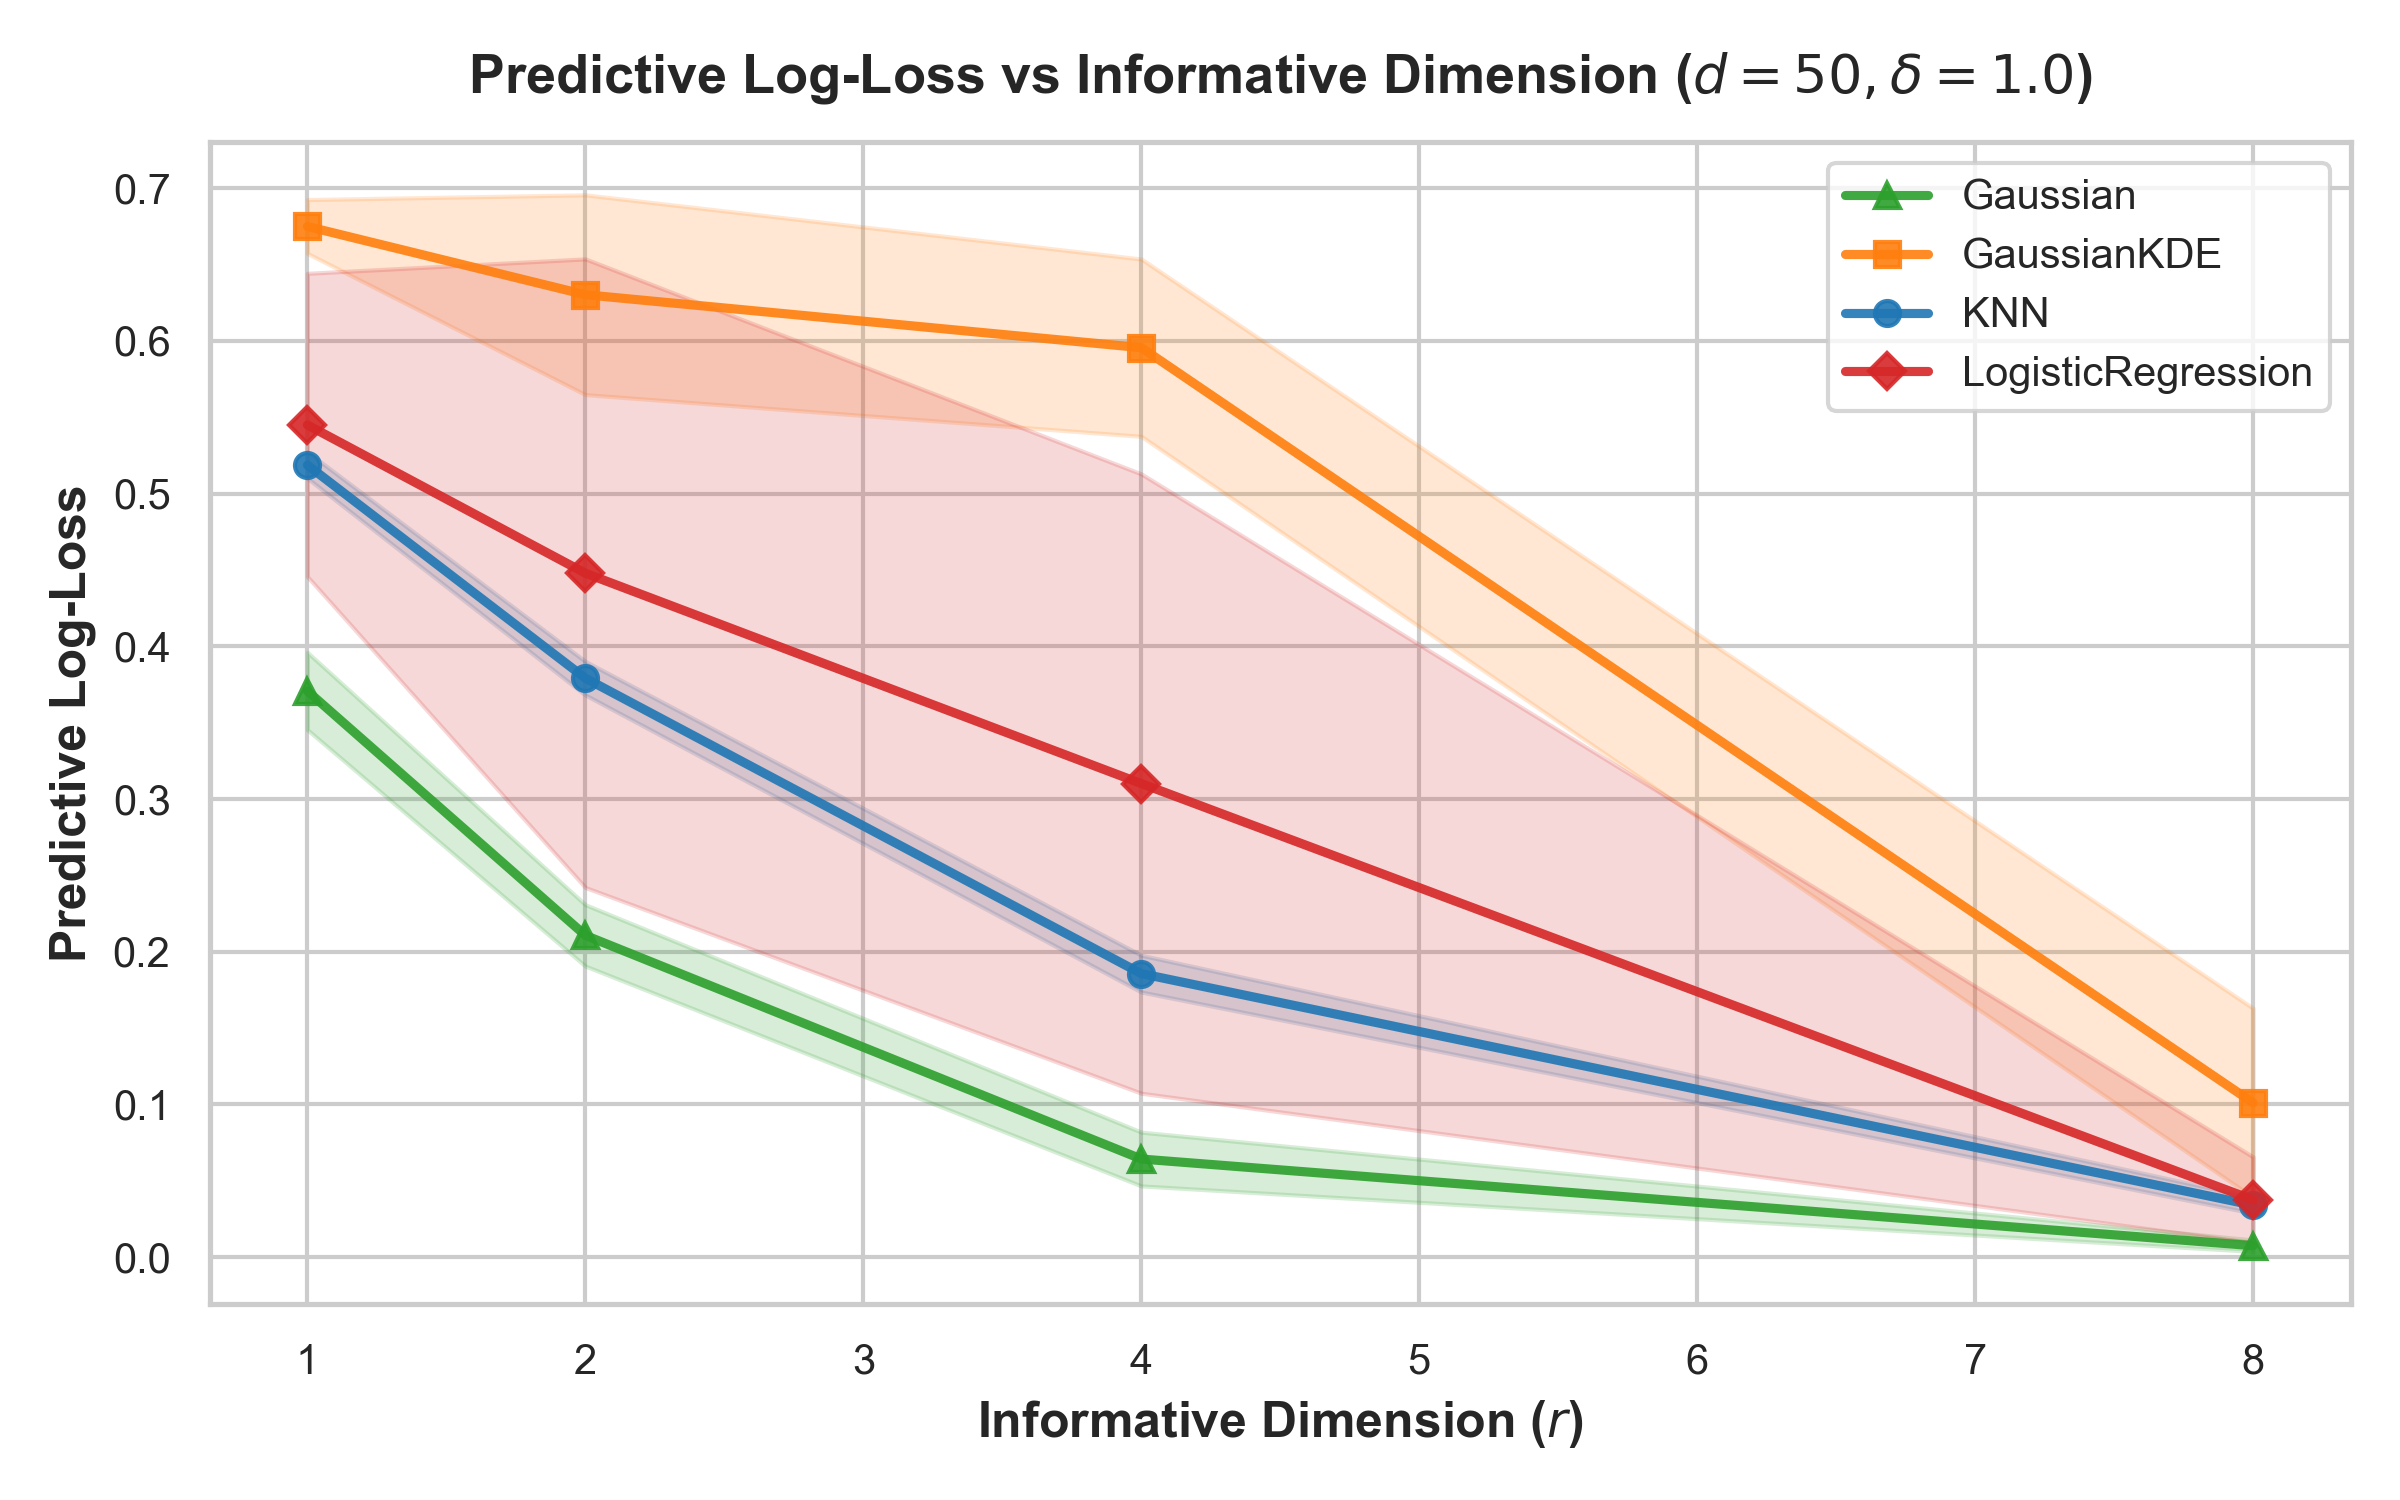 Predictive Log-Loss vs Informative Dimension (d = 50, δ = 1.0)
Gaussian
GaussianKDE
KNN
LogisticRegression
Predictive Log-Loss
0.7
0.6
0.5
0.4
0.3
0.2
0.1
0.0
1 2 3 4 5 6 7 8
Informative Dimension (r)